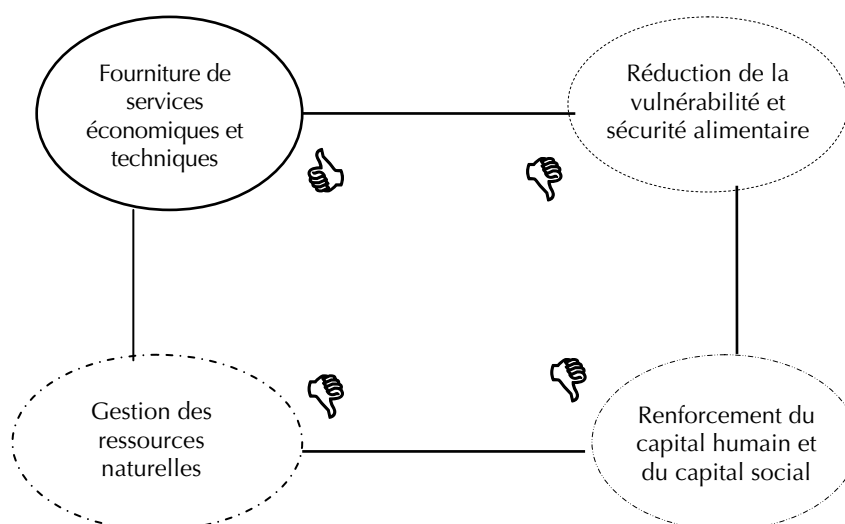 Fourniture de
services
économiques et
techniques
Réduction de la
vulnérabilité et
sécurité alimentaire
Gestion des
ressources
naturelles
Renforcement du
capital humain et
du capital social